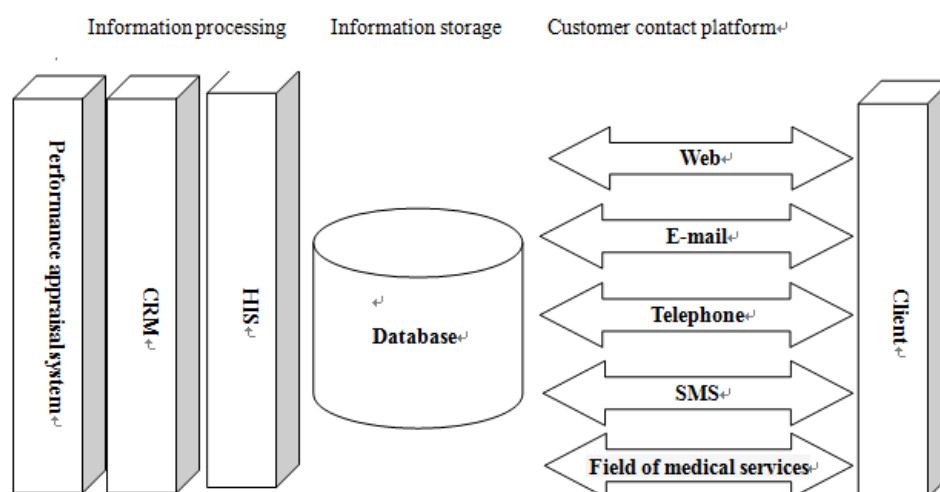 Information processing
Information storage
Customer contact platform↵
Performance appraisal system↵
CRM↵
HIS↵
↵
Database↵
Web↵
E-mail↵
Telephone↵
SMS↵
Field of medical services↵
Client↵